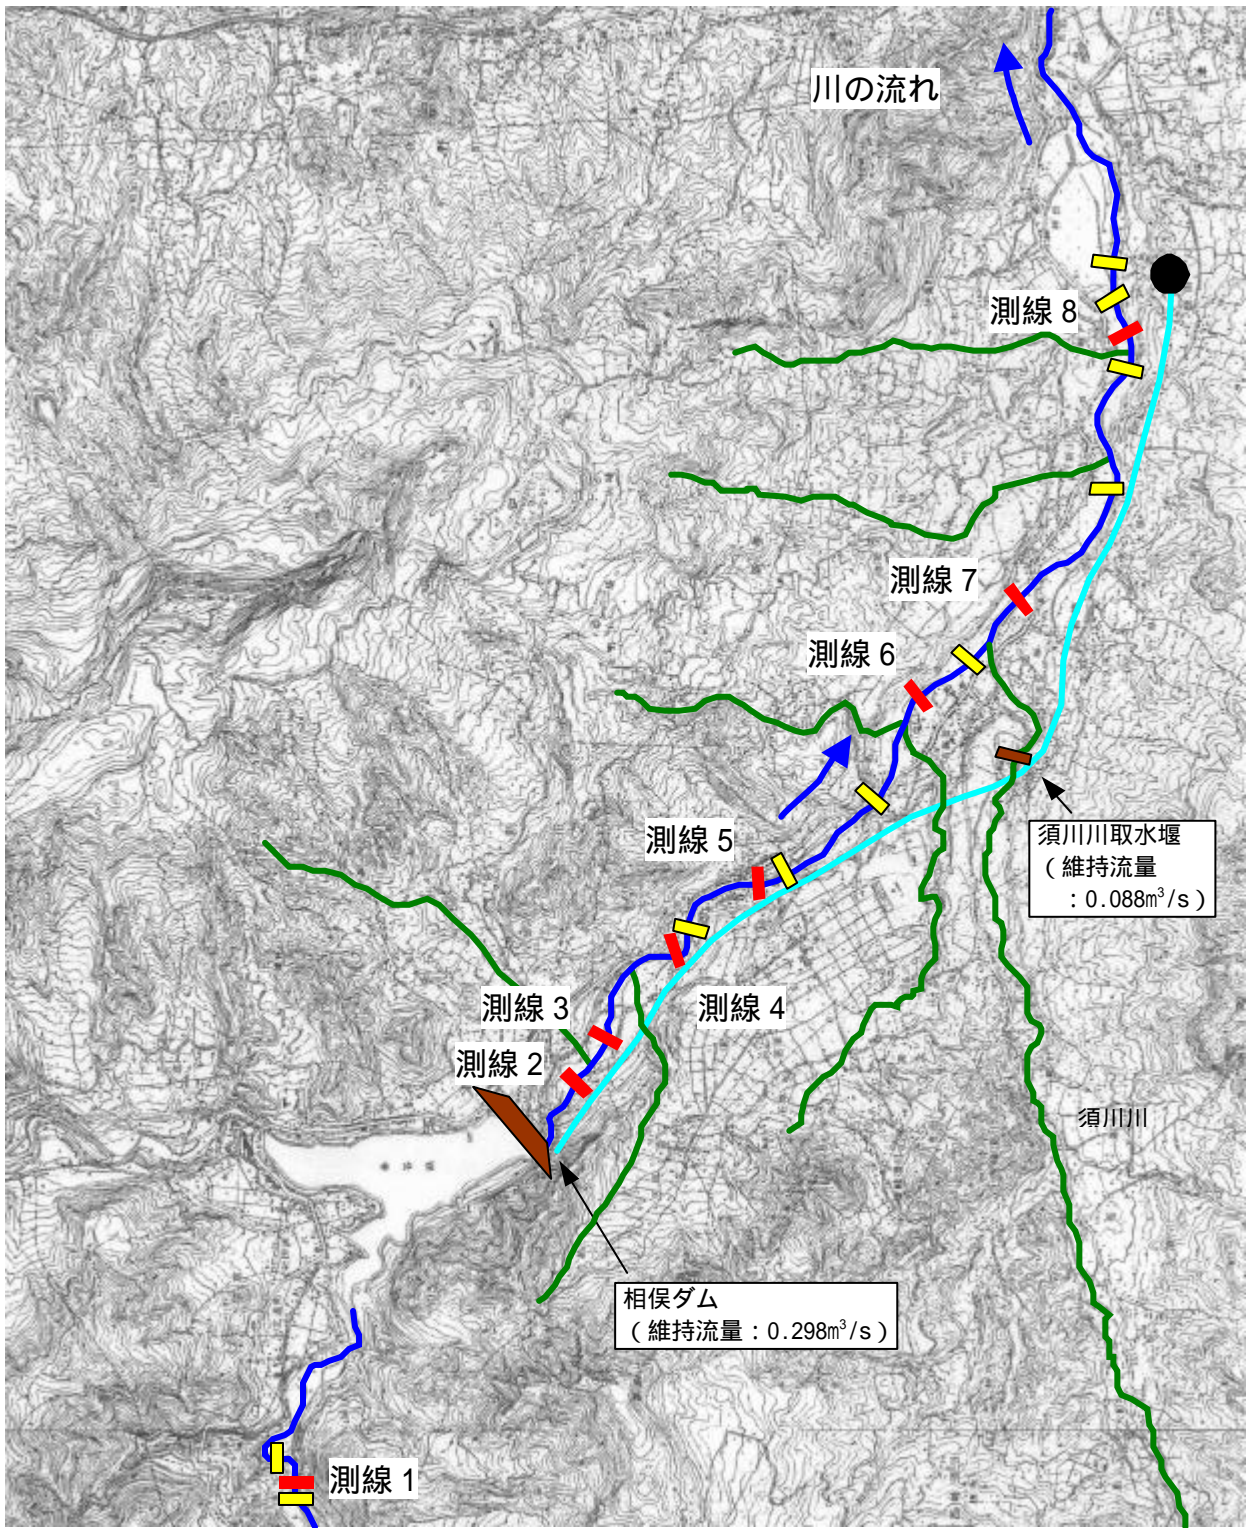 川の流れ
測線 8
測線 7
測線 6
測線 5
須川川取水堰
（維持流量
：0.088m³/s）
測線 3
測線 4
測線 2
須川川
相俣ダム
（維持流量：0.298m³/s）
測線 1